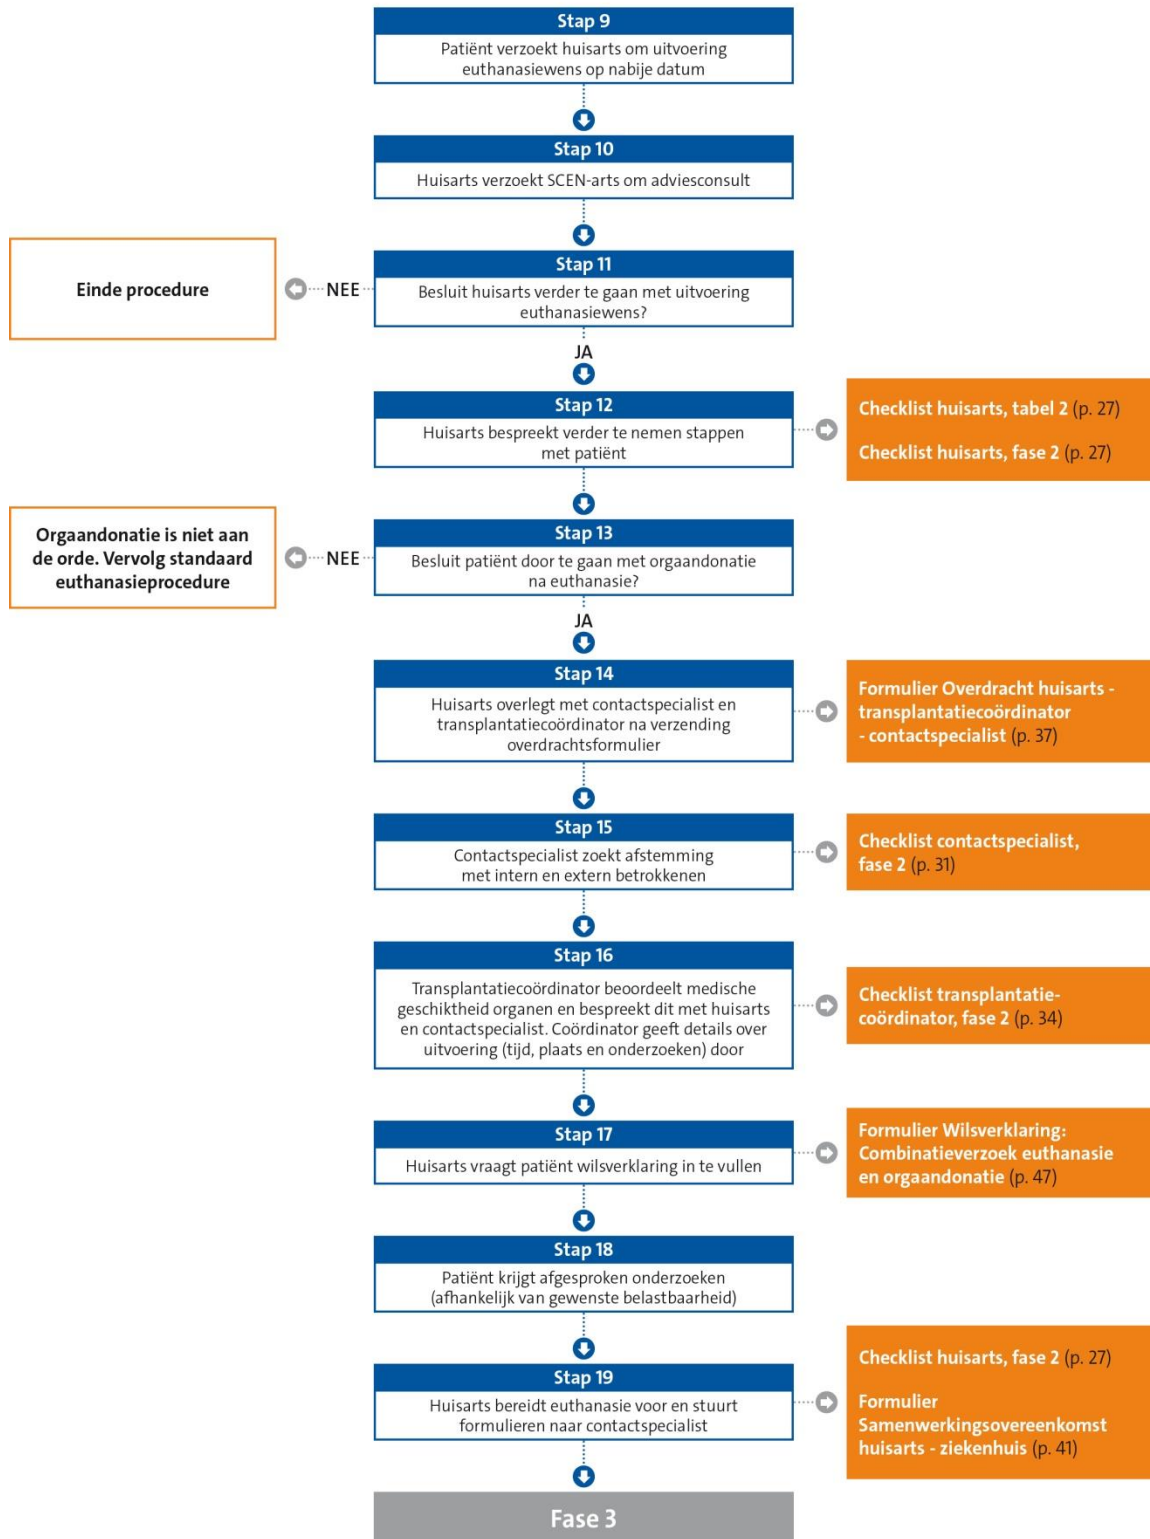 Stap 9
Patiënt verzoekt huisarts om uitvoering
euthanasiewens op nabije datum
Stap 10
Huisarts verzoekt SCEN-arts om adviesconsult
Stap 11
Besluit huisarts verder te gaan met uitvoering
euthanasiewens?
NEE
Einde procedure
JA
Stap 12
Huisarts bespreekt verder te nemen stappen
met patiënt
Checklist huisarts, tabel 2 (p. 27)
Checklist huisarts, fase 2 (p. 27)
Stap 13
Besluit patiënt door te gaan met orgaandonatie
na euthanasie?
NEE
Orgaandonatie is niet aan
de orde. Vervolg standaard
euthanasieprocedure
JA
Stap 14
Huisarts overlegt met contactspecialist en
transplantatiecoördinator na verzending
overdrachtsformulier
Formulier Overdracht huisarts -
transplantatiecoördinator
- contactspecialist (p. 37)
Stap 15
Contactspecialist zoekt afstemming
met intern en extern betrokkenen
Checklist contactspecialist,
fase 2 (p. 31)
Stap 16
Transplantatiecoördinator beoordeelt medische
geschiktheid organen en bespreekt dit met huisarts
en contactspecialist. Coördinator geeft details over
uitvoering (tijd, plaats en onderzoeken) door
Checklist transplantatie-
coördinator, fase 2 (p. 34)
Stap 17
Huisarts vraagt patiënt wilsverklaring in te vullen
Formulier Wilsverklaring:
Combinatieverzoek euthanasie
en orgaandonatie (p. 47)
Stap 18
Patiënt krijgt afgesproken onderzoeken
(afhankelijk van gewenste belastbaarheid)
Stap 19
Huisarts bereidt euthanasie voor en stuurt
formulieren naar contactspecialist
Checklist huisarts, fase 2 (p. 27)
Formulier
Samenwerkingsovereenkomst
huisarts - ziekenhuis (p. 41)
Fase 3